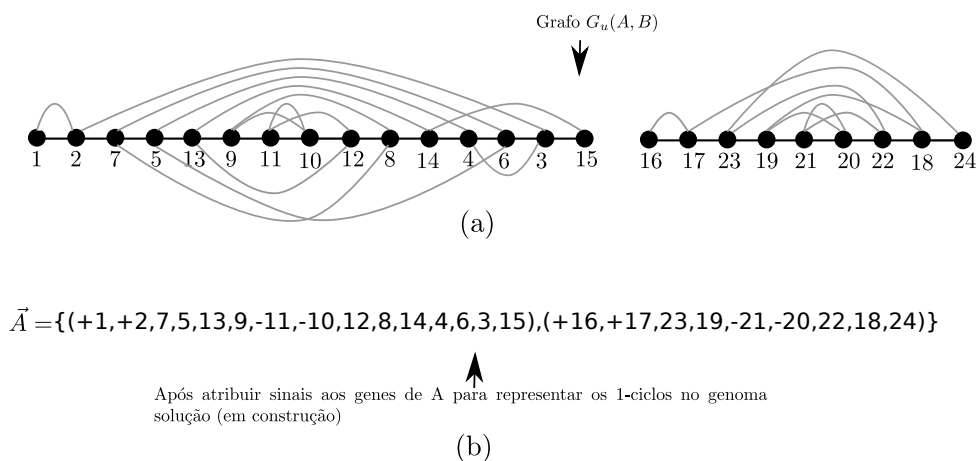 Grafo G_u(A, B)
1 2 7 5 13 9 11 10 12 8 14 4 6 3 15 16 17 23 19 21 20 22 18 24
(a)
A⃗ ={(+1,+2,7,5,13,9,-11,-10,12,8,14,4,6,3,15),(+16,+17,23,19,-21,-20,22,18,24)}
Após atribuir sinais aos genes de A para representar os 1-ciclos no genoma
solução (em construção)
(b)